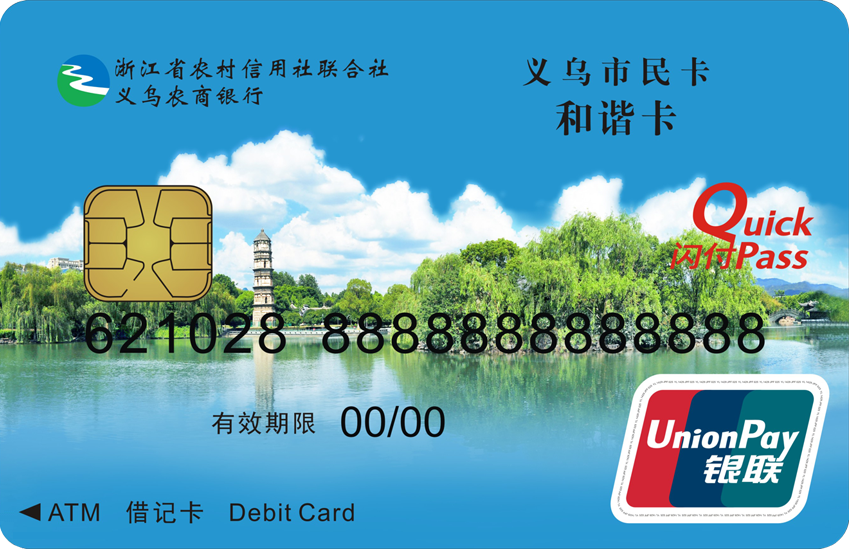 浙江省农村信用社联合社
义乌农商银行
义乌市民卡
和谐卡
Quick
闪付Pass
621028 8888888888888
有效期限 00/00
UnionPay
银联
ATM 借记卡 Debit Card